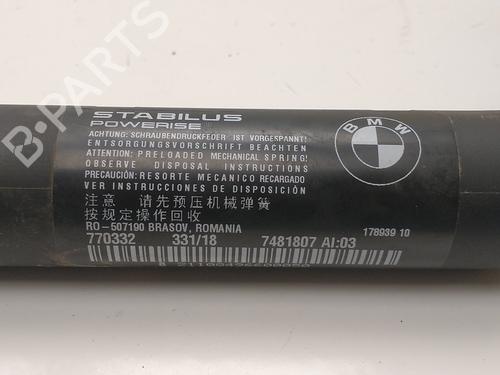 STABILUS
POWERISE
ACHTUNG: SCHRAUBENDRUCKFEDER IST VORGESPANNT!
ENTSORGUNGSVORSCHRIFT BEACHTEN
ATTENTION: PRELOADED MECHANICAL SPRING!
OBSERVE DISPOSAL INSTRUCTIONS
PRECAUCIÓN: RESORTE MECANICO RECARGADO
VER INSTRUCCIONES DE DISPOSICIÓN
注意 请先预压机械弹簧
按规定操作回收
RO-507190 BRASOV, ROMANIA
770332 331/18 7481807 AI:03
BMW
178939 10
B-PARTS